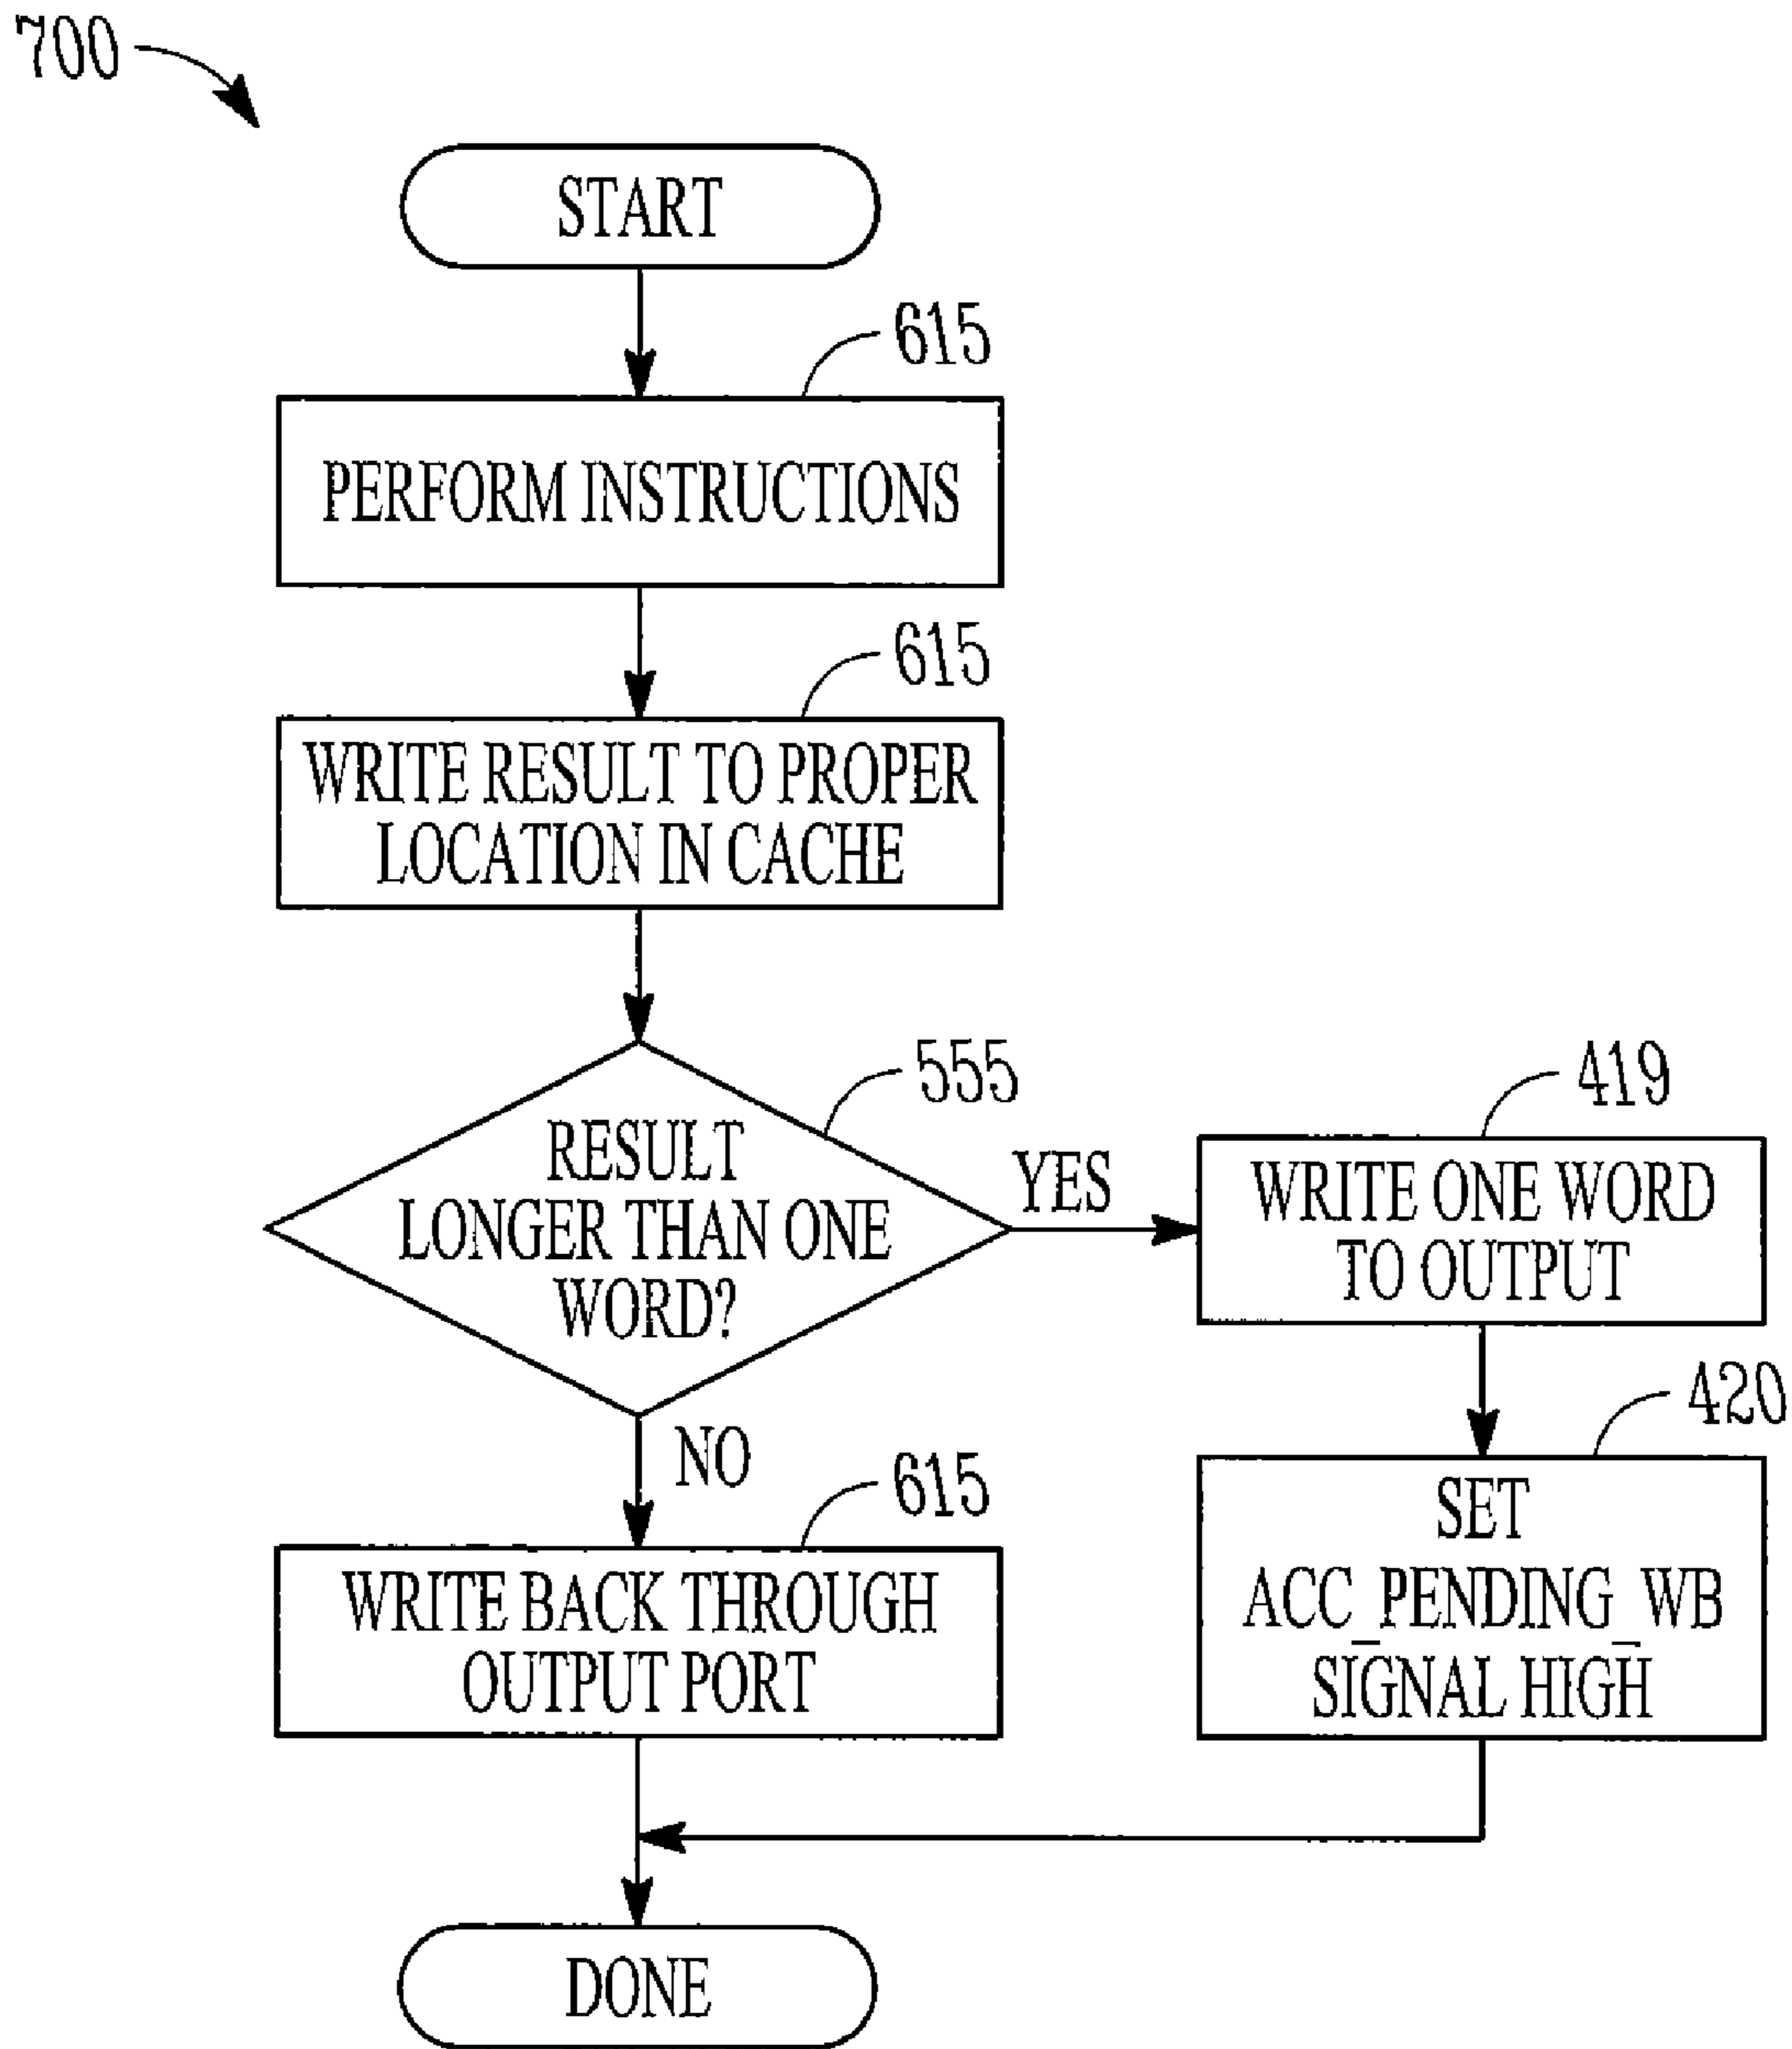 700
START
615
PERFORM INSTRUCTIONS
615
WRITE RESULT TO PROPER
LOCATION IN CACHE
555
RESULT
LONGER THAN ONE
WORD?
YES
419
WRITE ONE WORD
TO OUTPUT
420
SET
ACC_PENDING_WB
SIGNAL HIGH
NO
615
WRITE BACK THROUGH
OUTPUT PORT
DONE